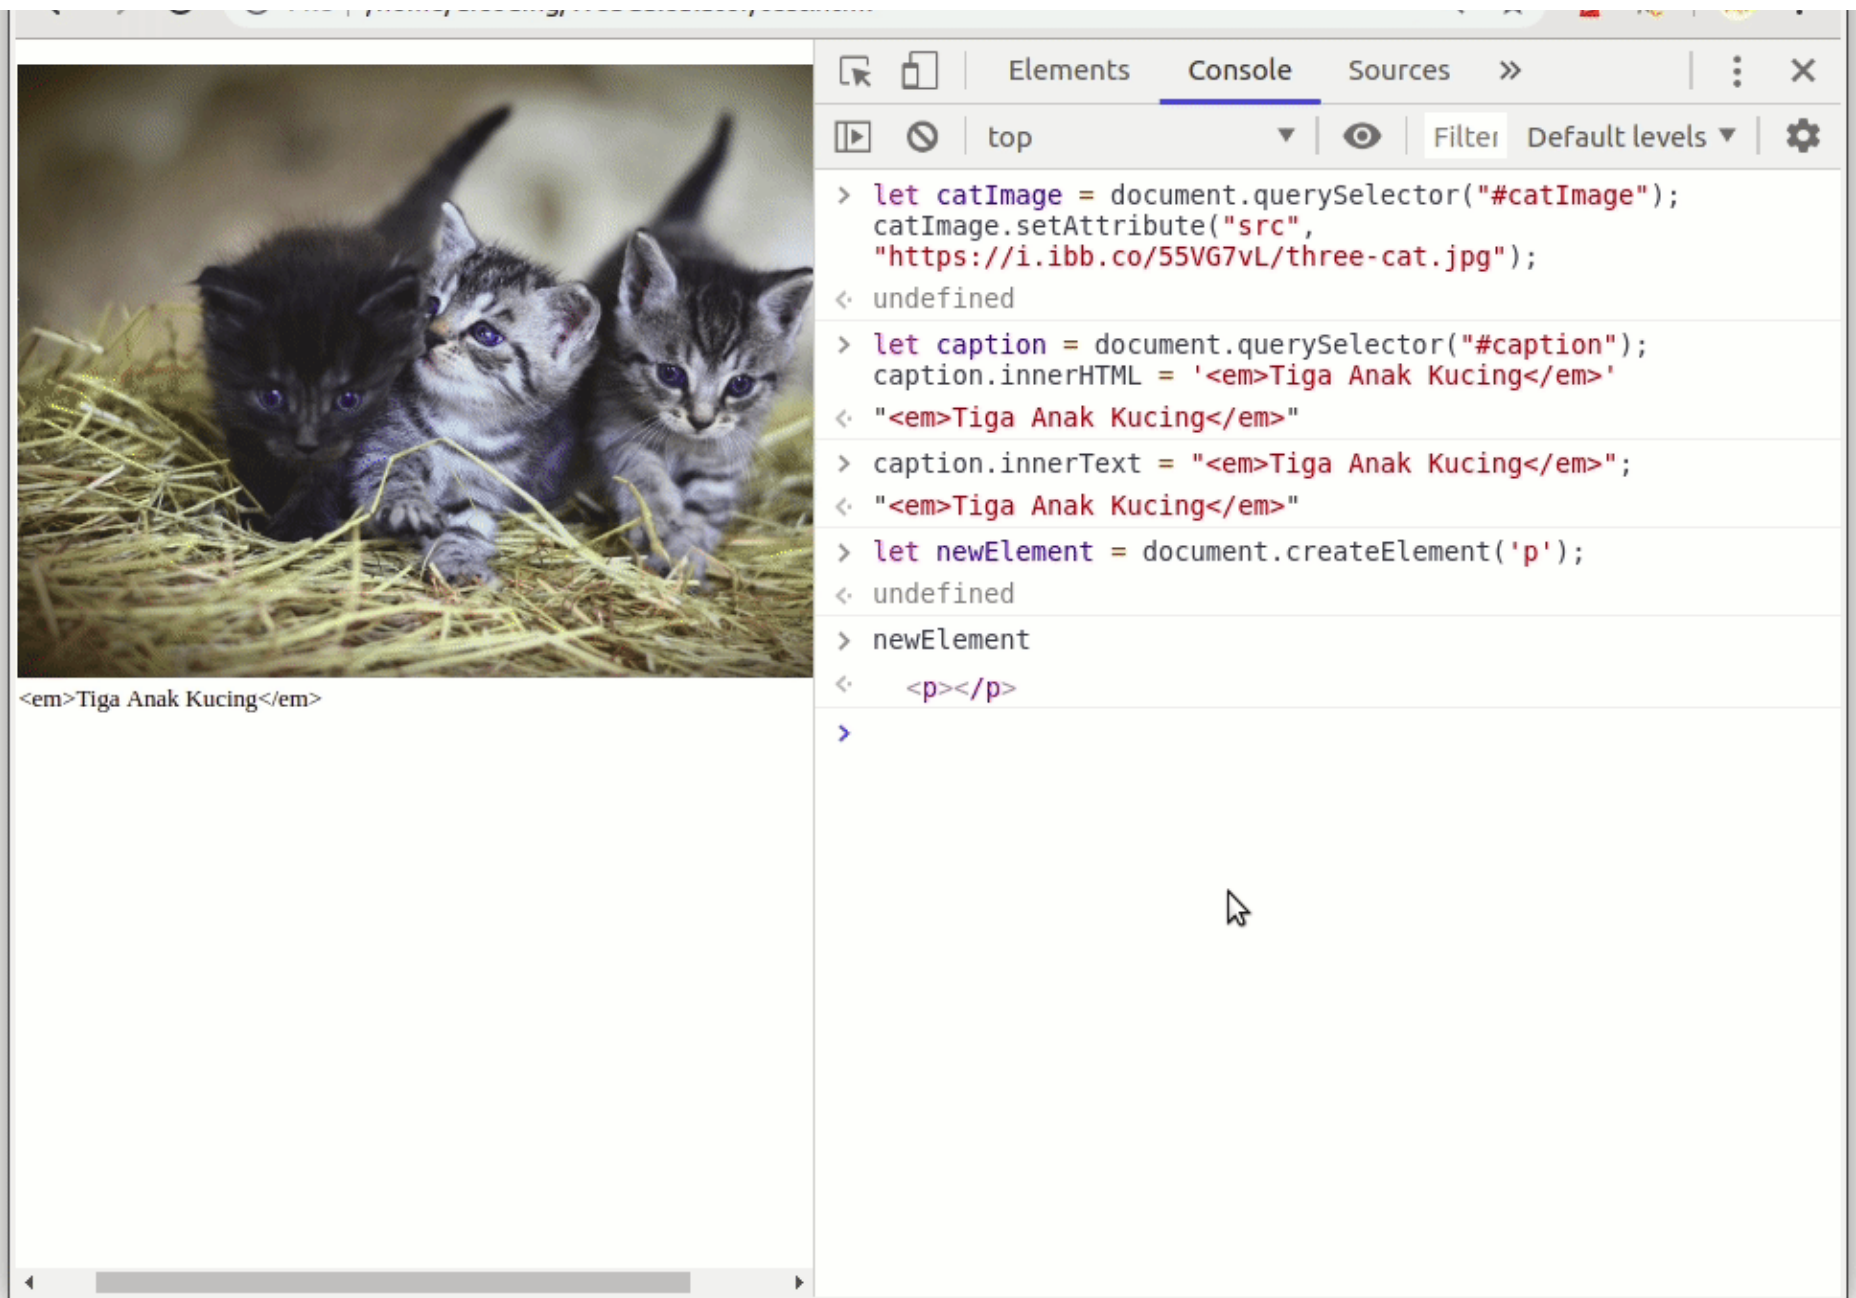 Elements Console Sources
top Filter Default levels
let catImage = document.querySelector("#catImage");
catImage.setAttribute("src",
"https://i.ibb.co/55VG7vL/three-cat.jpg");
undefined
let caption = document.querySelector("#caption");
caption.innerHTML = '<em>Tiga Anak Kucing</em>'
"<em>Tiga Anak Kucing</em>"
caption.innerText = "<em>Tiga Anak Kucing</em>";
"<em>Tiga Anak Kucing</em>"
let newElement = document.createElement('p');
undefined
newElement
<p></p>
<em>Tiga Anak Kucing</em>